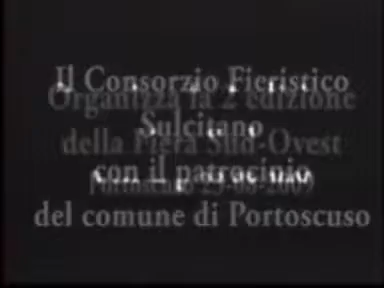 Il Consorzio Fieristico
Organizza la 2 edizione
Sulcitano
della Fiera Sud-Ovest
con il patrocinio
Portoscuso
del comune di Portoscuso